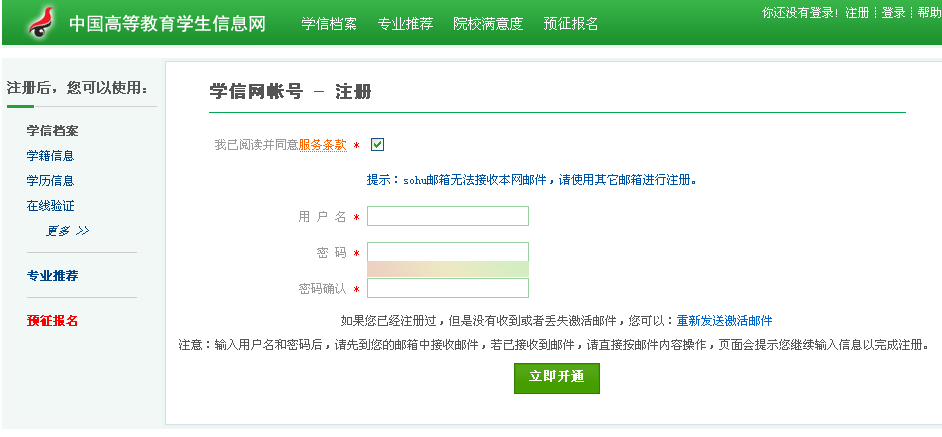 你还没有登录! 注册 ┊ 登录 ┊ 帮助
中国高等教育学生信息网 学信档案 专业推荐 院校满意度 预征报名
注册后，您可以使用：
学信档案
学籍信息
学历信息
在线验证
更多 >>
专业推荐
预征报名
学信网帐号 － 注册
我已阅读并同意服务条款 *
提示：sohu邮箱无法接收本网邮件，请使用其它邮箱进行注册。
用 户 名 *
密 码 *
密码确认 *
如果您已经注册过，但是没有收到或者丢失激活邮件，您可以：重新发送激活邮件
注意：输入用户名和密码后，请先到您的邮箱中接收邮件，若已接收到邮件，请直接按邮件内容操作，页面会提示您继续输入信息以完成注册。
立即开通